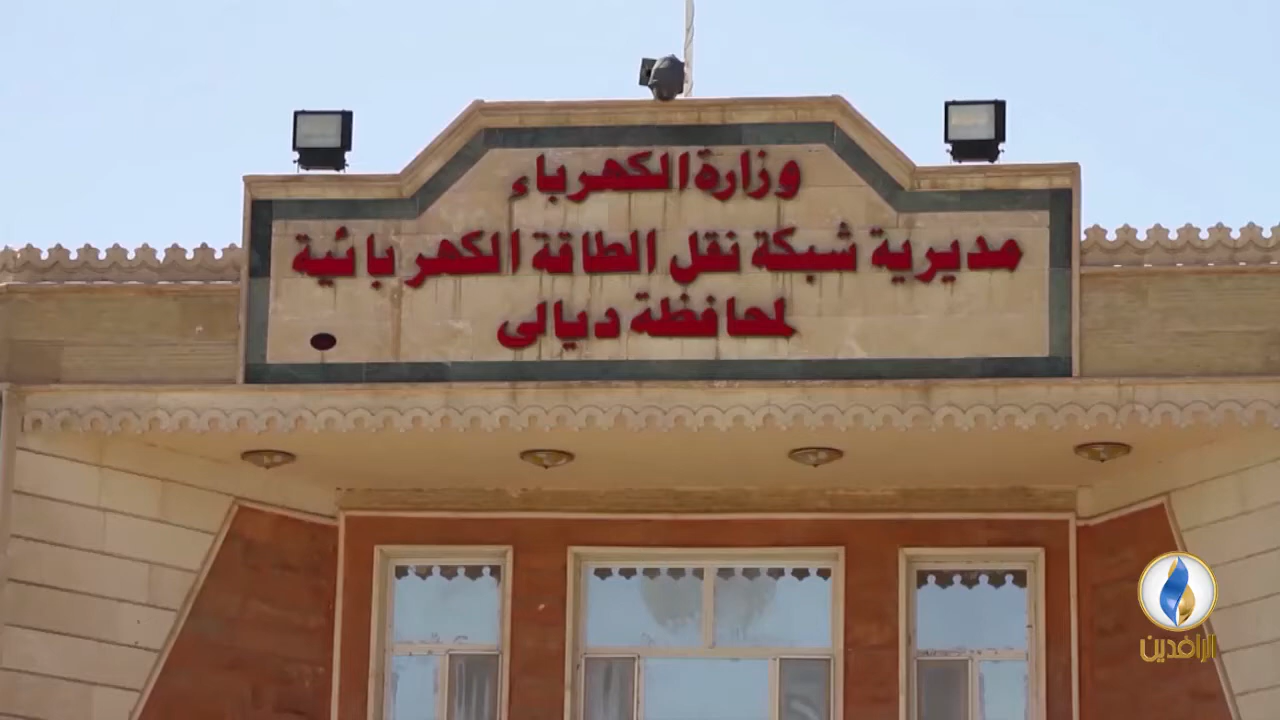 وزارة الكهرباء
مديرية شبكة نقل الطاقة الكهربائية
لمحافظة ديالى
الرافدين